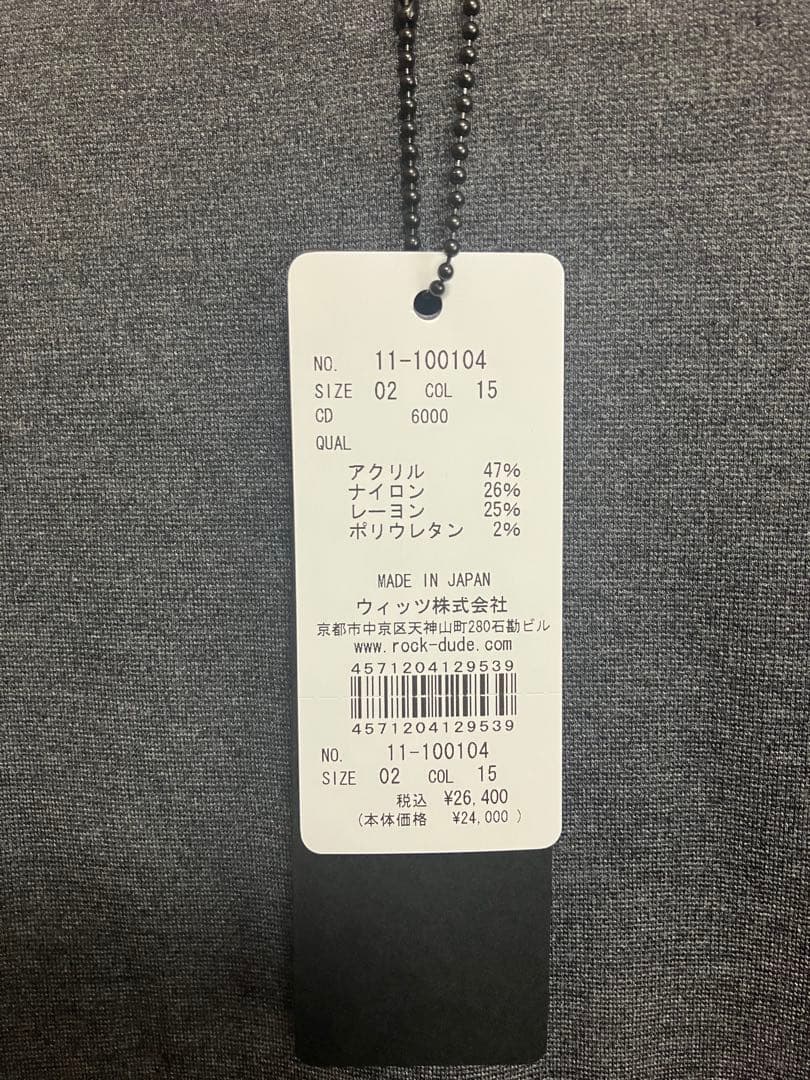 NO. 11-100104
SIZE 02 COL 15
CD 6000
QUAL
アクリル 47%
ナイロン 26%
レーヨン 25%
ポリウレタン 2%
MADE IN JAPAN
ウィッツ株式会社
京都市中京区天神山町280石勘ビル
www.rock-dude.com
4571204129539
4571204129539
NO. 11-100104
SIZE 02 COL 15
税込 ¥26,400
(本体価格 ¥24,000 )